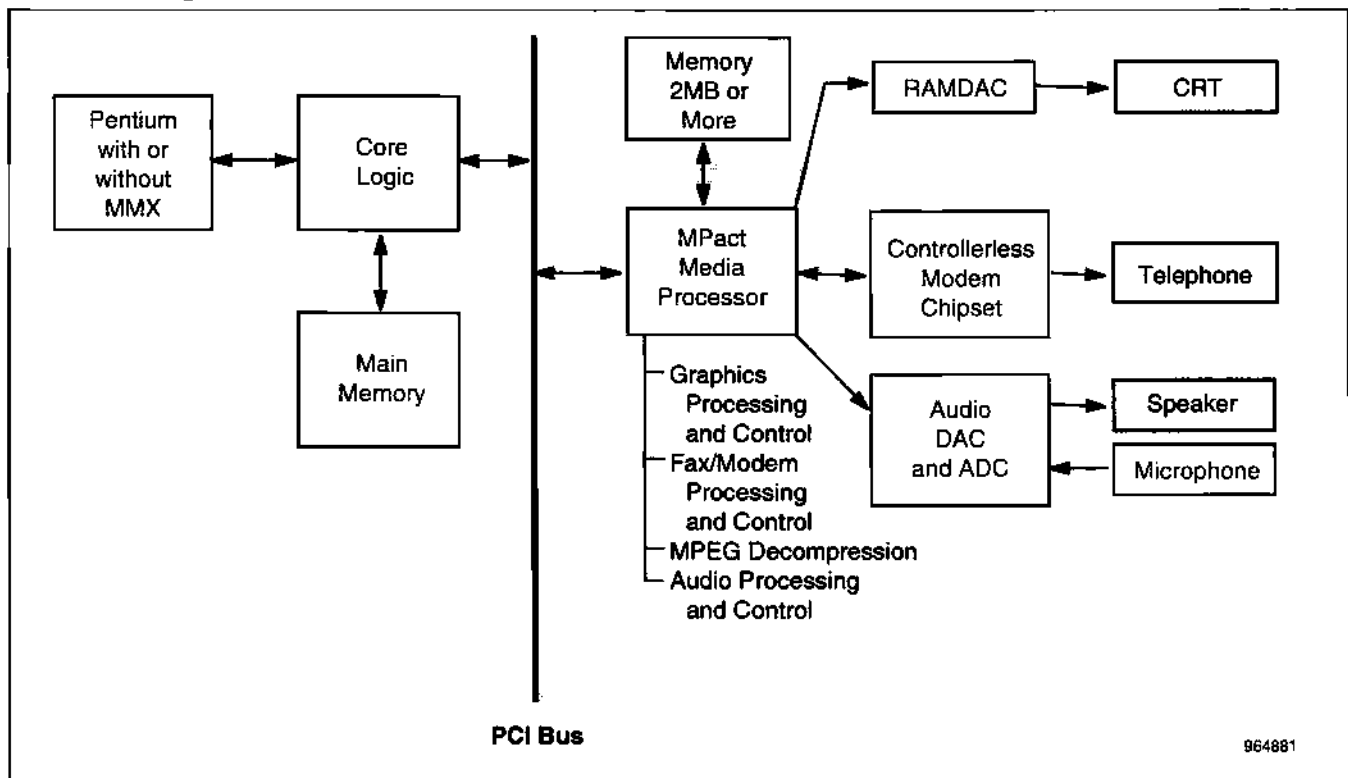 Memory
2MB or
More
RAMDAC
CRT
Pentium
with or
without
MMX
Core
Logic
MPact
Media
Processor
Controllerless
Modem
Chipset
Telephone
Main
Memory
Graphics
Processing
and Control
Fax/Modem
Processing
and Control
MPEG Decompression
Audio Processing
and Control
Audio
DAC
and ADC
Speaker
Microphone
PCI Bus
964881